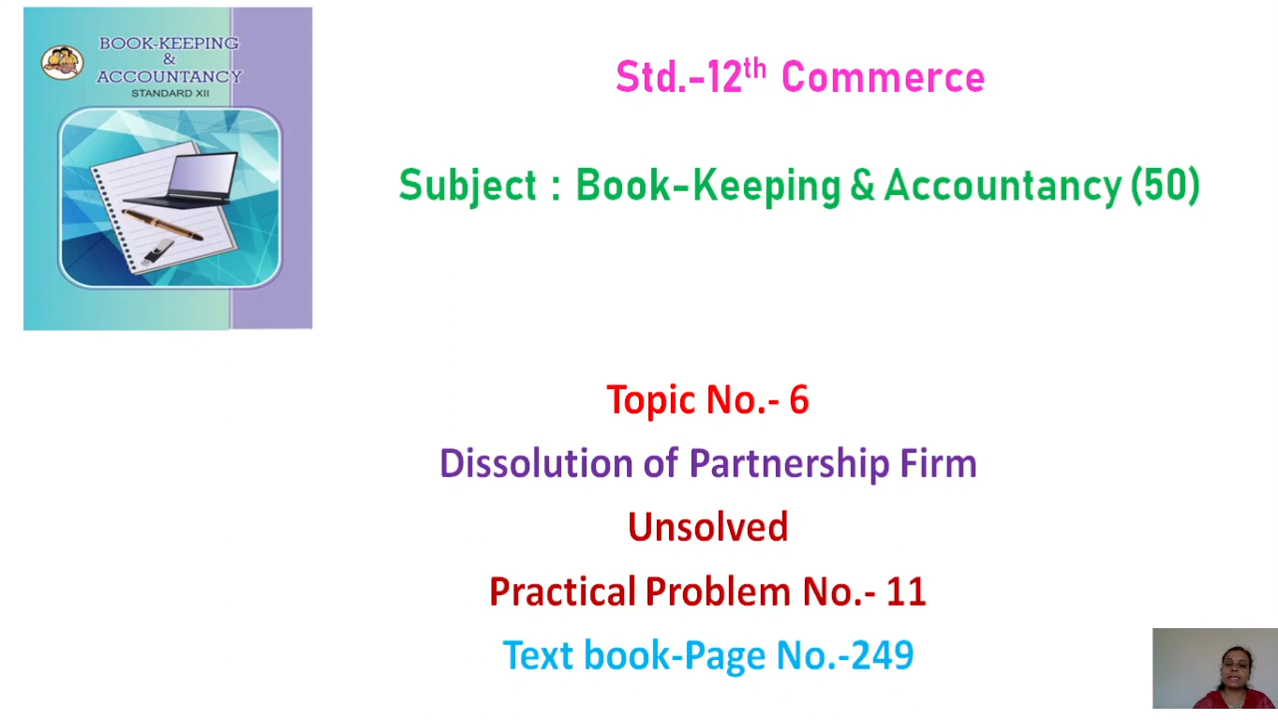 BOOK-KEEPING
&
ACCOUNTANCY
STANDARD XII
Std.-12th Commerce
Subject : Book-Keeping & Accountancy (50)
Topic No.- 6
Dissolution of Partnership Firm
Unsolved
Practical Problem No.- 11
Text book-Page No.-249